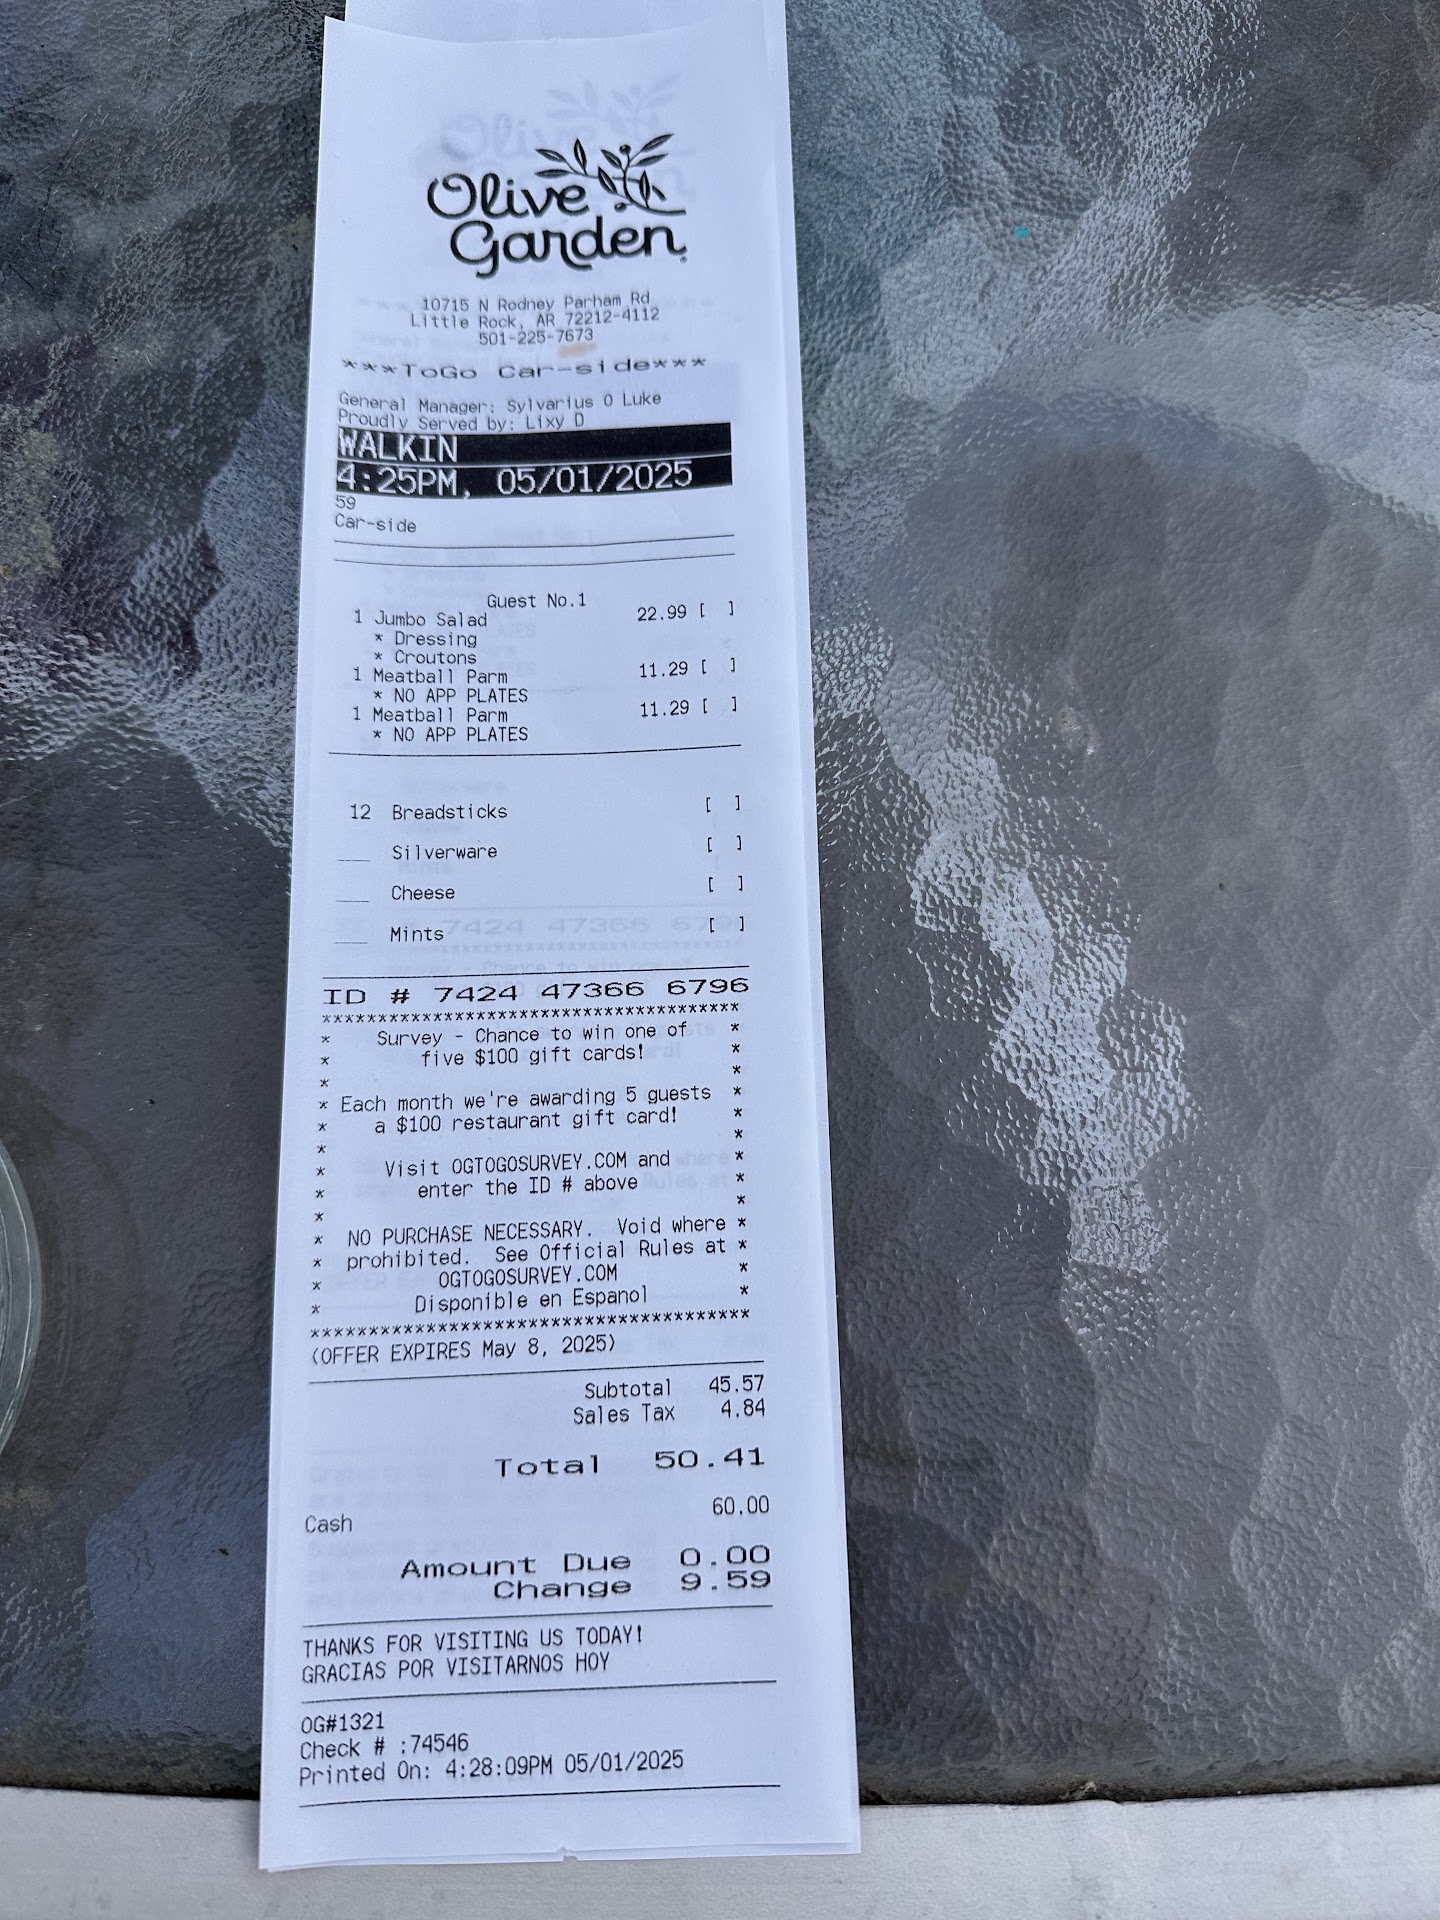 Olive
Garden
10715 N Rodney Parham Rd
Little Rock, AR 72212-4112
501-225-7673
***ToGo Car-side***
General Manager: Sylvarius O Luke
Proudly Served by: Lixy D
WALKIN
4:25PM, 05/01/2025
59
Car-side
Guest No.1
1 Jumbo Salad 22.99 [ ]
* Dressing
* Croutons
1 Meatball Parm 11.29 [ ]
* NO APP PLATES
1 Meatball Parm 11.29 [ ]
* NO APP PLATES
12 Breadsticks [ ]
___ Silverware [ ]
___ Cheese [ ]
___ Mints [ ]
ID # 7424 47366 6796
**************************************
* Survey - Chance to win one of *
* five $100 gift cards! *
* *
* Each month we're awarding 5 guests *
* a $100 restaurant gift card! *
* *
* Visit OGTOGOSURVEY.COM and *
* enter the ID # above *
* *
* NO PURCHASE NECESSARY. Void where *
* prohibited. See Official Rules at *
* OGTOGOSURVEY.COM *
* Disponible en Espanol *
**************************************
(OFFER EXPIRES May 8, 2025)
Subtotal 45.57
Sales Tax 4.84
Total 50.41
Cash 60.00
Amount Due 0.00
Change 9.59
THANKS FOR VISITING US TODAY!
GRACIAS POR VISITARNOS HOY
OG#1321
Check # :74546
Printed On: 4:28:09PM 05/01/2025